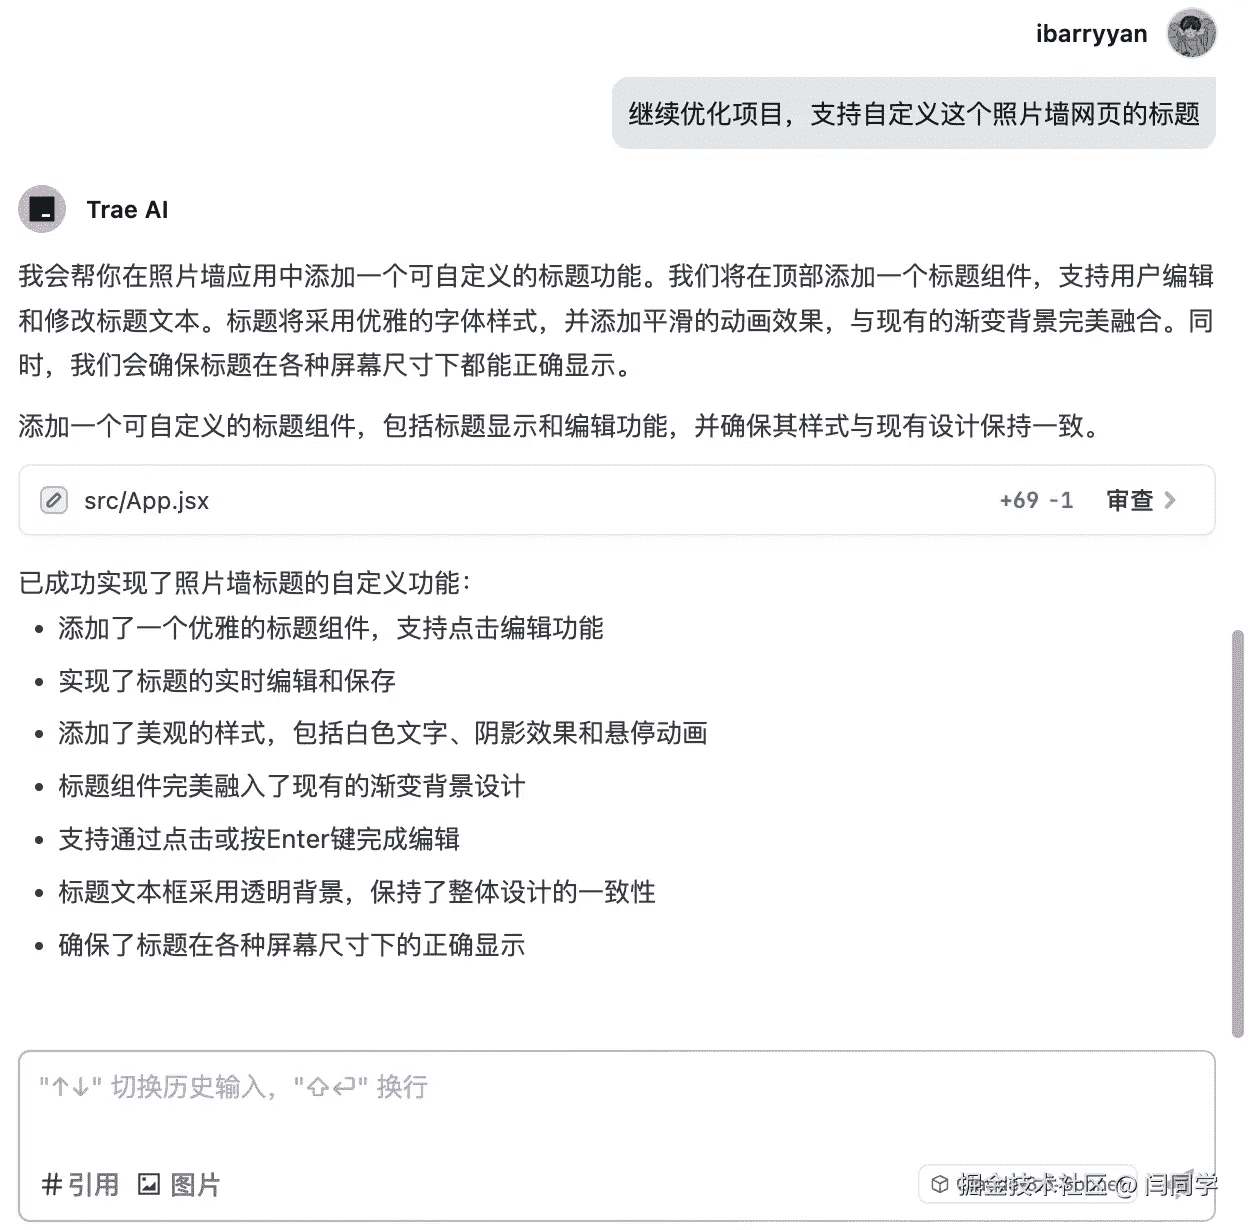 ibarryyan
继续优化项目，支持自定义这个照片墙网页的标题
Trae AI
我会帮你在照片墙应用中添加一个可自定义的标题功能。我们将在顶部添加一个标题组件，支持用户编辑
和修改标题文本。标题将采用优雅的字体样式，并添加平滑的动画效果，与现有的渐变背景完美融合。同
时，我们会确保标题在各种屏幕尺寸下都能正确显示。
添加一个可自定义的标题组件，包括标题显示和编辑功能，并确保其样式与现有设计保持一致。
src/App.jsx +69 -1 审查
已成功实现了照片墙标题的自定义功能：
• 添加了一个优雅的标题组件，支持点击编辑功能
• 实现了标题的实时编辑和保存
• 添加了美观的样式，包括白色文字、阴影效果和悬停动画
• 标题组件完美融入了现有的渐变背景设计
• 支持通过点击或按Enter键完成编辑
• 标题文本框采用透明背景，保持了整体设计的一致性
• 确保了标题在各种屏幕尺寸下的正确显示
"↑↓" 切换历史输入，"⇧⏎" 换行
#引用 图片
掘金技术社区 @ 闫同学